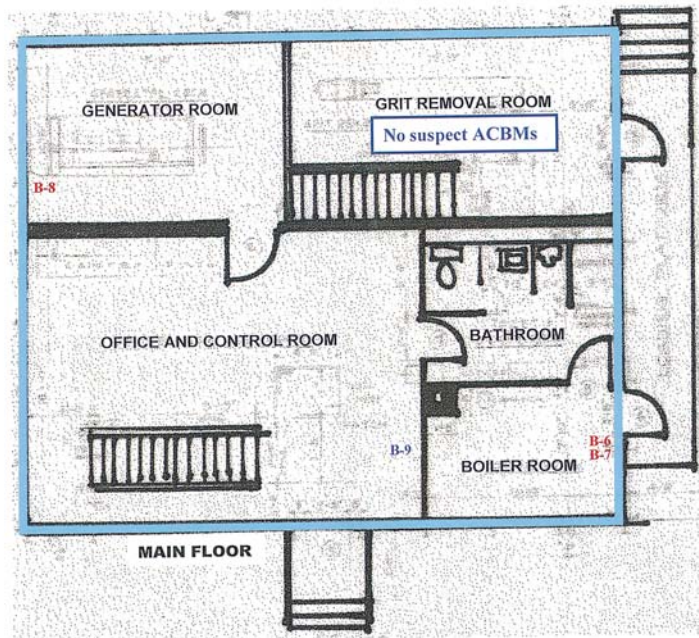 GENERATOR ROOM
GRIT REMOVAL ROOM
No suspect ACBMs
B-8
OFFICE AND CONTROL ROOM
BATHROOM
B-9
B-6
B-7
BOILER ROOM
MAIN FLOOR